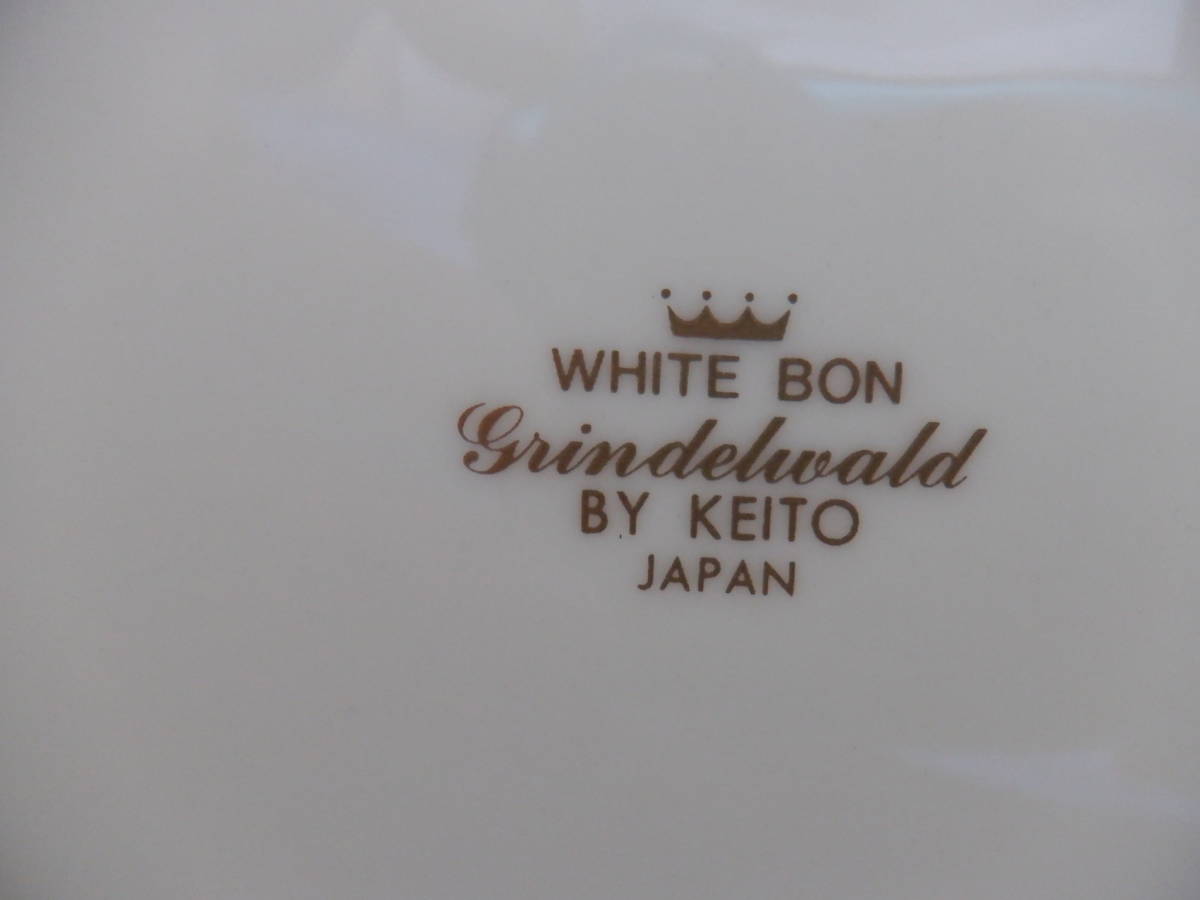 WHITE BON
Grindelwald
BY KEITO
JAPAN